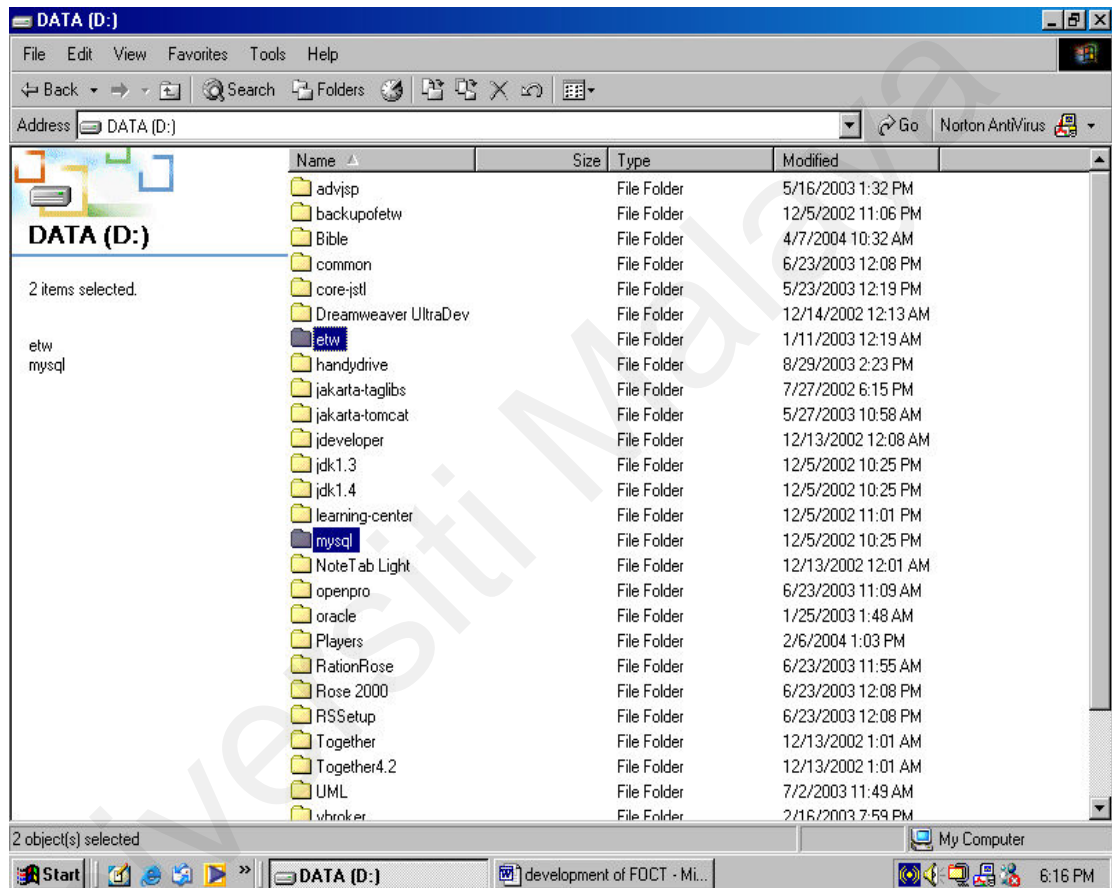 DATA (D:)
File Edit View Favorites Tools Help
Back Search Folders
Address DATA (D:) Go Norton AntiVirus
Name Size Type Modified
DATA (D:)
2 items selected.
etw
mysql
advjsp File Folder 5/16/2003 1:32 PM
backupofetw File Folder 12/5/2002 11:06 PM
Bible File Folder 4/7/2004 10:32 AM
common File Folder 6/23/2003 12:08 PM
core-jstl File Folder 5/23/2003 12:19 PM
Dreamweaver UltraDev File Folder 12/14/2002 12:13 AM
etw File Folder 1/11/2003 12:19 AM
handydrive File Folder 8/29/2003 2:23 PM
jakarta-taglibs File Folder 7/27/2002 6:15 PM
jakarta-tomcat File Folder 5/27/2003 10:58 AM
jdeveloper File Folder 12/13/2002 12:08 AM
jdk1.3 File Folder 12/5/2002 10:25 PM
jdk1.4 File Folder 12/5/2002 10:25 PM
learning-center File Folder 12/5/2002 11:01 PM
mysql File Folder 12/5/2002 10:25 PM
NoteTab Light File Folder 12/13/2002 12:01 AM
openpro File Folder 6/23/2003 11:09 AM
oracle File Folder 1/25/2003 1:48 AM
Players File Folder 2/6/2004 1:03 PM
RationRose File Folder 6/23/2003 11:55 AM
Rose 2000 File Folder 6/23/2003 12:08 PM
RSSetup File Folder 6/23/2003 12:08 PM
Together File Folder 12/13/2002 1:01 AM
Together4.2 File Folder 12/13/2002 1:01 AM
UML File Folder 7/2/2003 11:49 AM
vbroker File Folder 2/16/2003 7:59 PM
2 object(s) selected My Computer
Start » DATA (D:) development of FOCT - Mi... 6:16 PM
iversiti Malaya